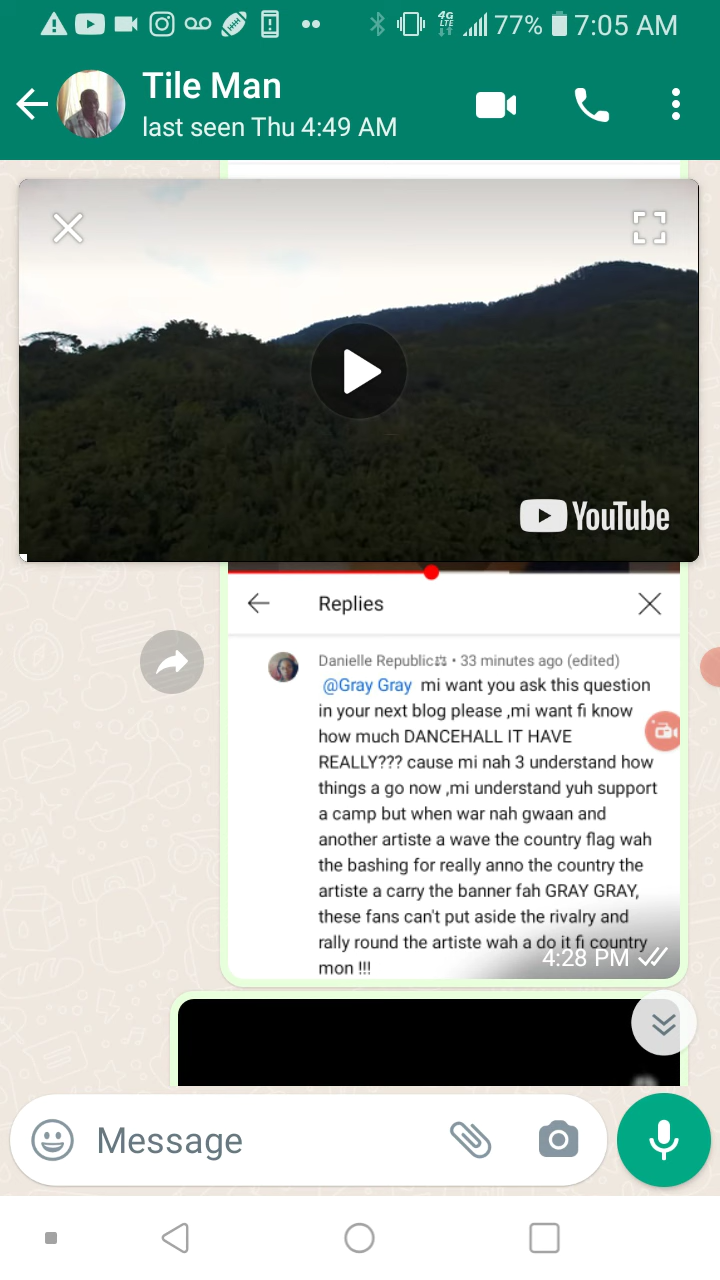 4G
LTE
77%
7:05 AM
Tile Man
last seen Thu 4:49 AM
YouTube
Replies
Danielle Republic⚖ • 33 minutes ago (edited)
@Gray Gray mi want you ask this question
in your next blog please ,mi want fi know
how much DANCEHALL IT HAVE
REALLY??? cause mi nah 3 understand how
things a go now ,mi understand yuh support
a camp but when war nah gwaan and
another artiste a wave the country flag wah
the bashing for really anno the country the
artiste a carry the banner fah GRAY GRAY,
these fans can't put aside the rivalry and
rally round the artiste wah a do it fi country
mon !!!
4:28 PM
Message